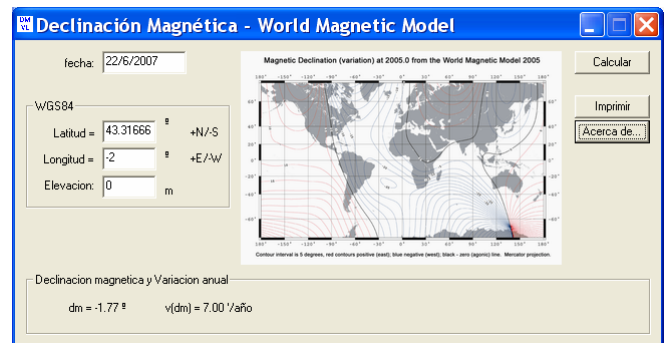 DM
VL
Declinación Magnética - World Magnetic Model
fecha: 22/6/2007
WGS84
Latitud = 43.31666 º +N/-S
Longitud = -2 º +E/-W
Elevacion: 0 m
Magnetic Declination (variation) at 2005.0 from the World Magnetic Model 2005
Contour interval is 5 degrees, red contours positive (east); blue negative (west); black - zero (agonic) line. Mercator projection.
Calcular
Imprimir
Acerca de...
Declinacion magnetica y Variacion anual
dm = -1.77 º v(dm) = 7.00 '/año